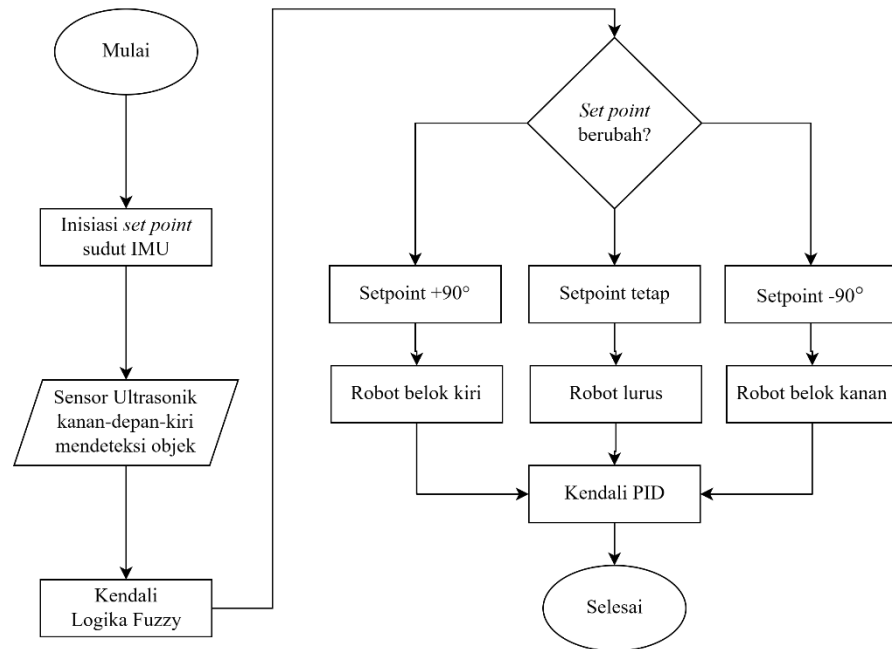 Mulai
Inisiasi set point
sudut IMU
Sensor Ultrasonik
kanan-depan-kiri
mendeteksi objek
Kendali
Logika Fuzzy
Set point
berubah?
Setpoint +90°
Setpoint tetap
Setpoint -90°
Robot belok kiri
Robot lurus
Robot belok kanan
Kendali PID
Selesai